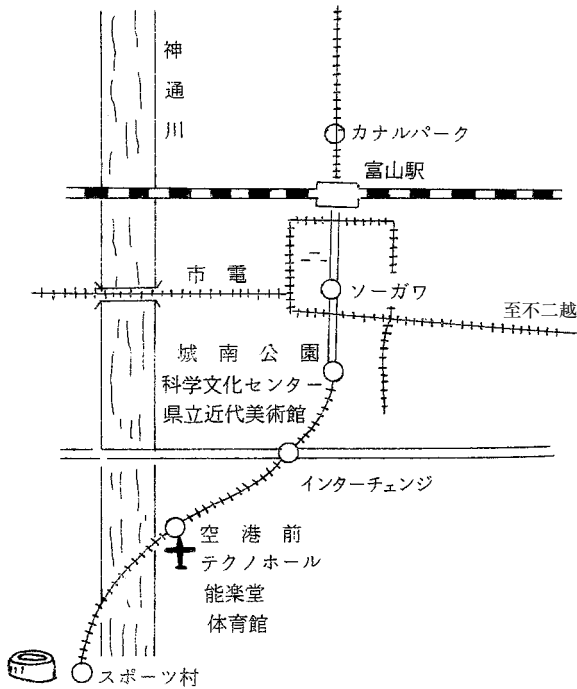 神通川
カナルパーク
富山駅
市電
ソーガワ
至不二越
城南公園
科学文化センター
県立近代美術館
インターチェンジ
空港前
テクノホール
能楽堂
体育館
スポーツ村